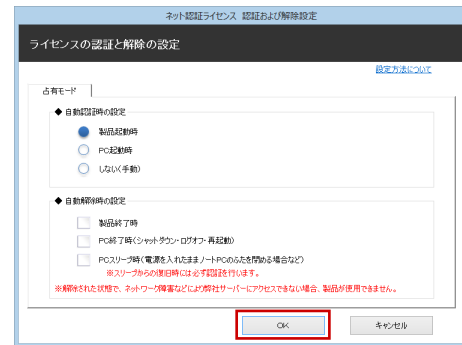 ネット認証ライセンス 認証および解除設定
ライセンスの認証と解除の設定
設定方法について
占有モード
◆ 自動認証時の設定
製品起動時
PC起動時
しない(手動)
◆ 自動解除時の設定
製品終了時
PC終了時(シャットダウン・ログオフ・再起動)
PCスリープ時(電源を入れたままノートPCのふたを閉める場合など)
※スリープからの復旧時には必ず認証を行います。
※解除された状態で、ネットワーク障害などにより弊社サーバーにアクセスできない場合、製品が使用できません。
OK
キャンセル